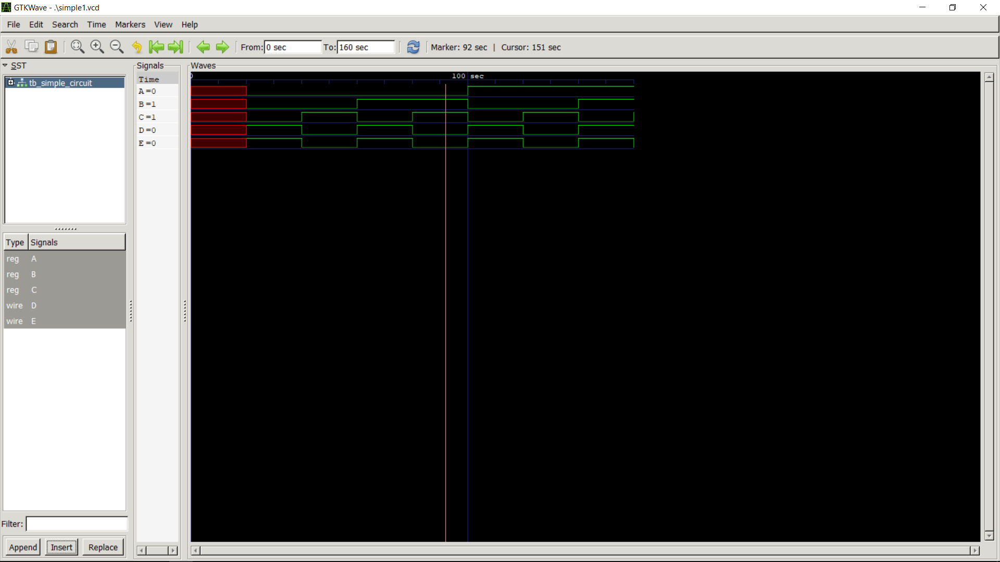 GTKWave - .\simple1.vcd
File Edit Search Time Markers View Help
From: 0 sec To: 160 sec Marker: 92 sec | Cursor: 151 sec
SST
tb_simple_circuit
Type Signals
reg A
reg B
reg C
wire D
wire E
Filter:
Append Insert Replace
Signals
Time
A=0
B=1
C=1
D=0
E=0
Waves
0 100 sec